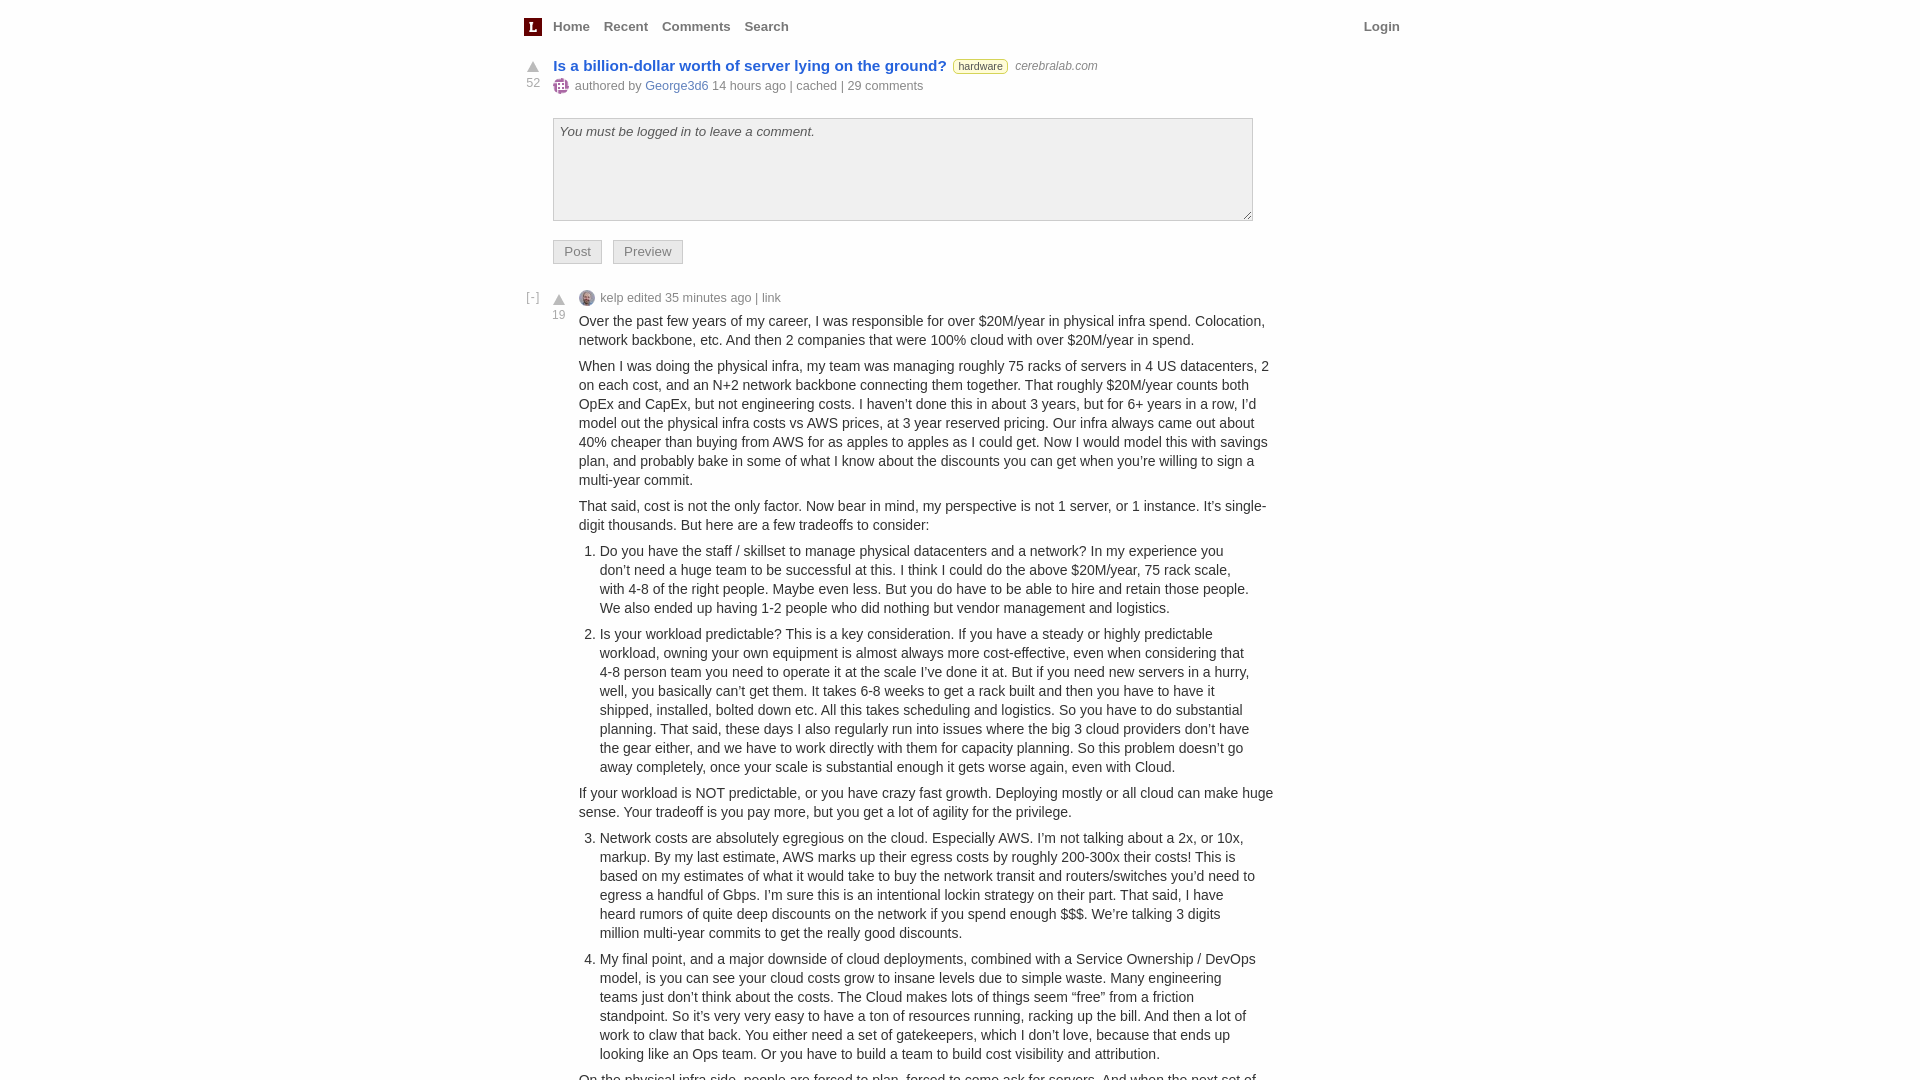 L Home Recent Comments Search Login
Is a billion-dollar worth of server lying on the ground? hardware cerebralab.com
52
authored by George3d6 14 hours ago | cached | 29 comments
You must be logged in to leave a comment.
Post Preview
[-] kelp edited 35 minutes ago | link
19
Over the past few years of my career, I was responsible for over $20M/year in physical infra spend. Colocation,
network backbone, etc. And then 2 companies that were 100% cloud with over $20M/year in spend.
When I was doing the physical infra, my team was managing roughly 75 racks of servers in 4 US datacenters, 2
on each cost, and an N+2 network backbone connecting them together. That roughly $20M/year counts both
OpEx and CapEx, but not engineering costs. I haven’t done this in about 3 years, but for 6+ years in a row, I’d
model out the physical infra costs vs AWS prices, at 3 year reserved pricing. Our infra always came out about
40% cheaper than buying from AWS for as apples to apples as I could get. Now I would model this with savings
plan, and probably bake in some of what I know about the discounts you can get when you’re willing to sign a
multi-year commit.
That said, cost is not the only factor. Now bear in mind, my perspective is not 1 server, or 1 instance. It’s single-
digit thousands. But here are a few tradeoffs to consider:
1. Do you have the staff / skillset to manage physical datacenters and a network? In my experience you
don’t need a huge team to be successful at this. I think I could do the above $20M/year, 75 rack scale,
with 4-8 of the right people. Maybe even less. But you do have to be able to hire and retain those people.
We also ended up having 1-2 people who did nothing but vendor management and logistics.
2. Is your workload predictable? This is a key consideration. If you have a steady or highly predictable
workload, owning your own equipment is almost always more cost-effective, even when considering that
4-8 person team you need to operate it at the scale I’ve done it at. But if you need new servers in a hurry,
well, you basically can’t get them. It takes 6-8 weeks to get a rack built and then you have to have it
shipped, installed, bolted down etc. All this takes scheduling and logistics. So you have to do substantial
planning. That said, these days I also regularly run into issues where the big 3 cloud providers don’t have
the gear either, and we have to work directly with them for capacity planning. So this problem doesn’t go
away completely, once your scale is substantial enough it gets worse again, even with Cloud.
If your workload is NOT predictable, or you have crazy fast growth. Deploying mostly or all cloud can make huge
sense. Your tradeoff is you pay more, but you get a lot of agility for the privilege.
3. Network costs are absolutely egregious on the cloud. Especially AWS. I’m not talking about a 2x, or 10x,
markup. By my last estimate, AWS marks up their egress costs by roughly 200-300x their costs! This is
based on my estimates of what it would take to buy the network transit and routers/switches you’d need to
egress a handful of Gbps. I’m sure this is an intentional lockin strategy on their part. That said, I have
heard rumors of quite deep discounts on the network if you spend enough $$$. We’re talking 3 digits
million multi-year commits to get the really good discounts.
4. My final point, and a major downside of cloud deployments, combined with a Service Ownership / DevOps
model, is you can see your cloud costs grow to insane levels due to simple waste. Many engineering
teams just don’t think about the costs. The Cloud makes lots of things seem “free” from a friction
standpoint. So it’s very very easy to have a ton of resources running, racking up the bill. And then a lot of
work to claw that back. You either need a set of gatekeepers, which I don’t love, because that ends up
looking like an Ops team. Or you have to build a team to build cost visibility and attribution.
On the physical infra side, people are forced to plan, forced to come ask for servers. And when the next set of